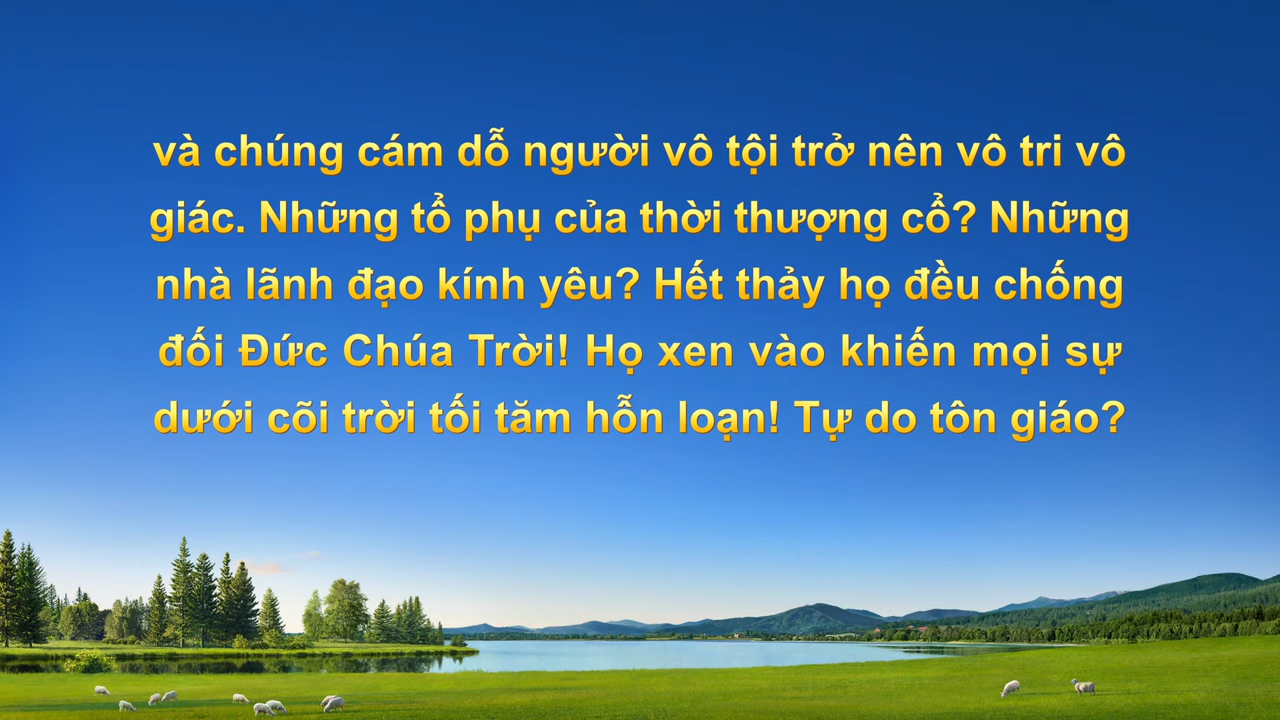 và chúng cám dỗ người vô tội trở nên vô tri vô
giác. Những tổ phụ của thời thượng cổ? Những
nhà lãnh đạo kính yêu? Hết thảy họ đều chống
đối Đức Chúa Trời! Họ xen vào khiến mọi sự
dưới cõi trời tối tăm hỗn loạn! Tự do tôn giáo?